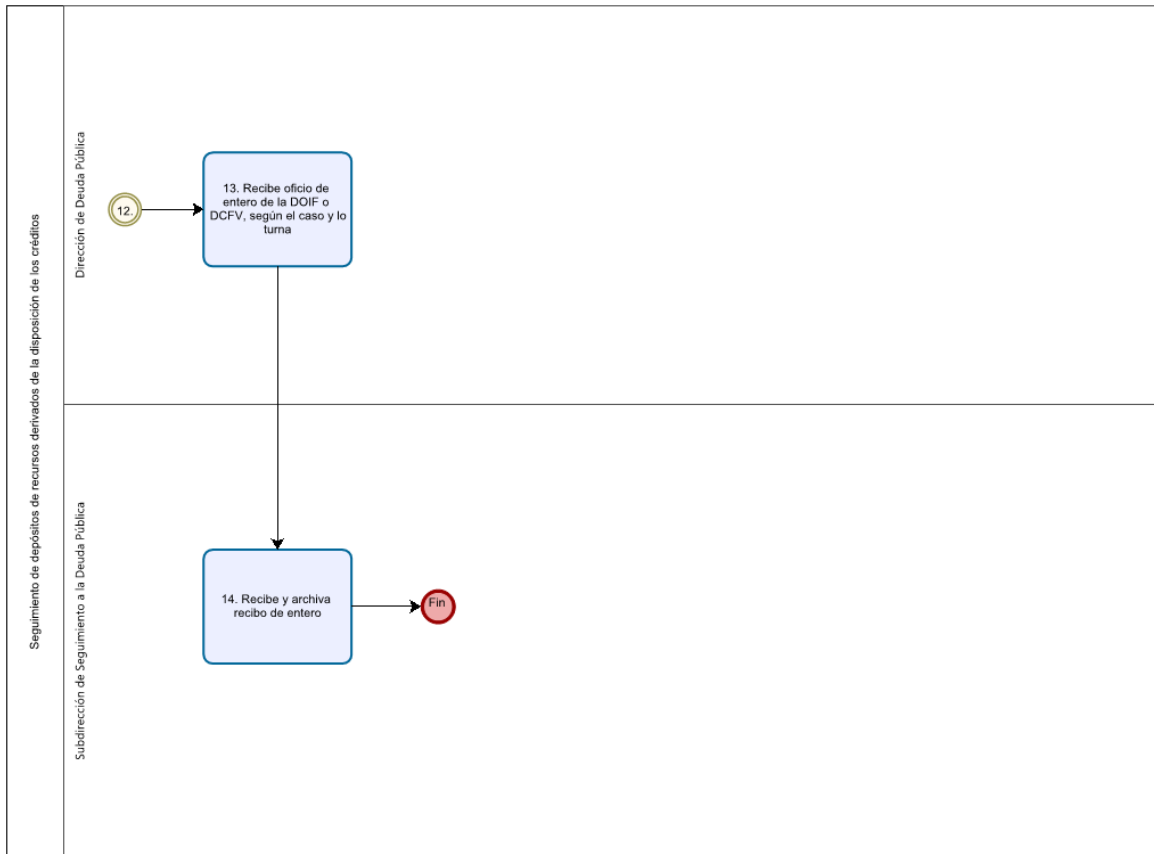 Seguimiento de depósitos de recursos derivados de la disposición de los créditos
Dirección de Deuda Pública
12.
13. Recibe oficio de
entero de la DOIF o
DCFV, según el caso y lo
turna
Subdirección de Seguimiento a la Deuda Pública
14. Recibe y archiva
recibo de entero
Fin